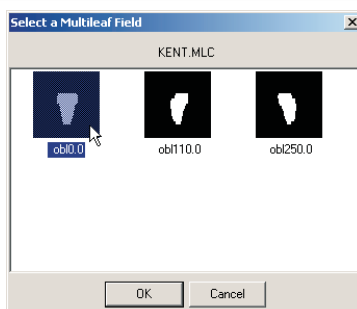 Select a Multileaf Field
KENT.MLC
obl0.0 obl110.0 obl250.0
OK Cancel